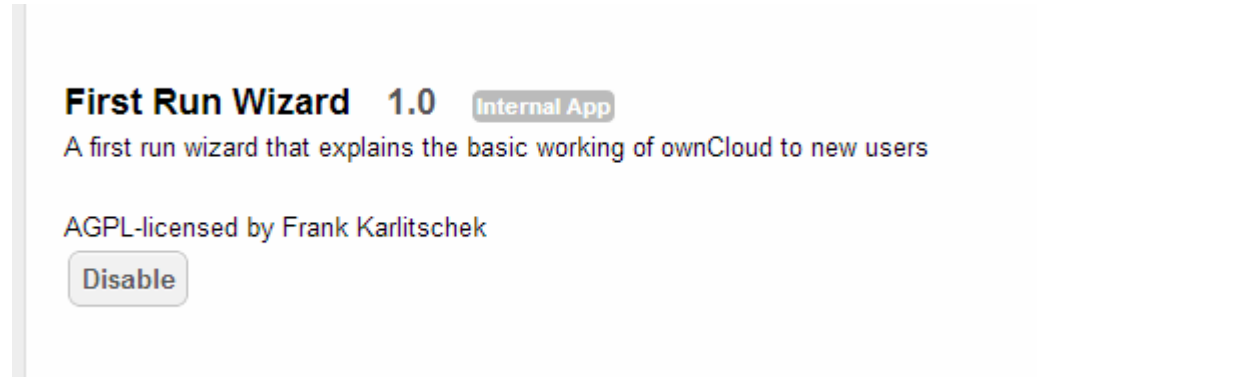 First Run Wizard 1.0 Internal App
A first run wizard that explains the basic working of ownCloud to new users
AGPL-licensed by Frank Karlitschek
Disable